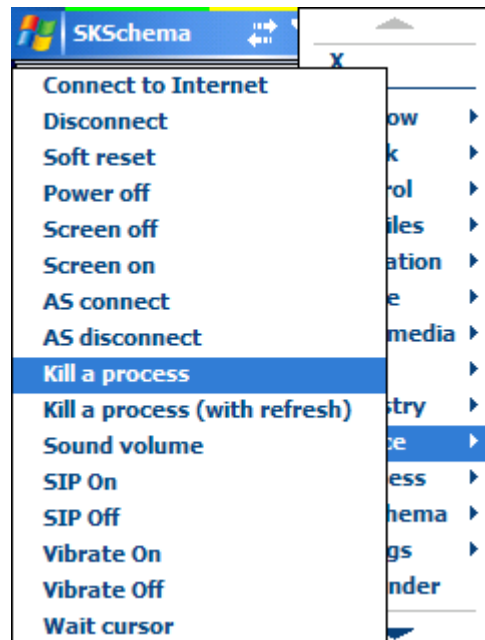 SKSchema
X
Connect to Internet
Disconnect
Soft reset
Power off
Screen off
Screen on
AS connect
AS disconnect
Kill a process
Kill a process (with refresh)
Sound volume
SIP On
SIP Off
Vibrate On
Vibrate Off
Wait cursor